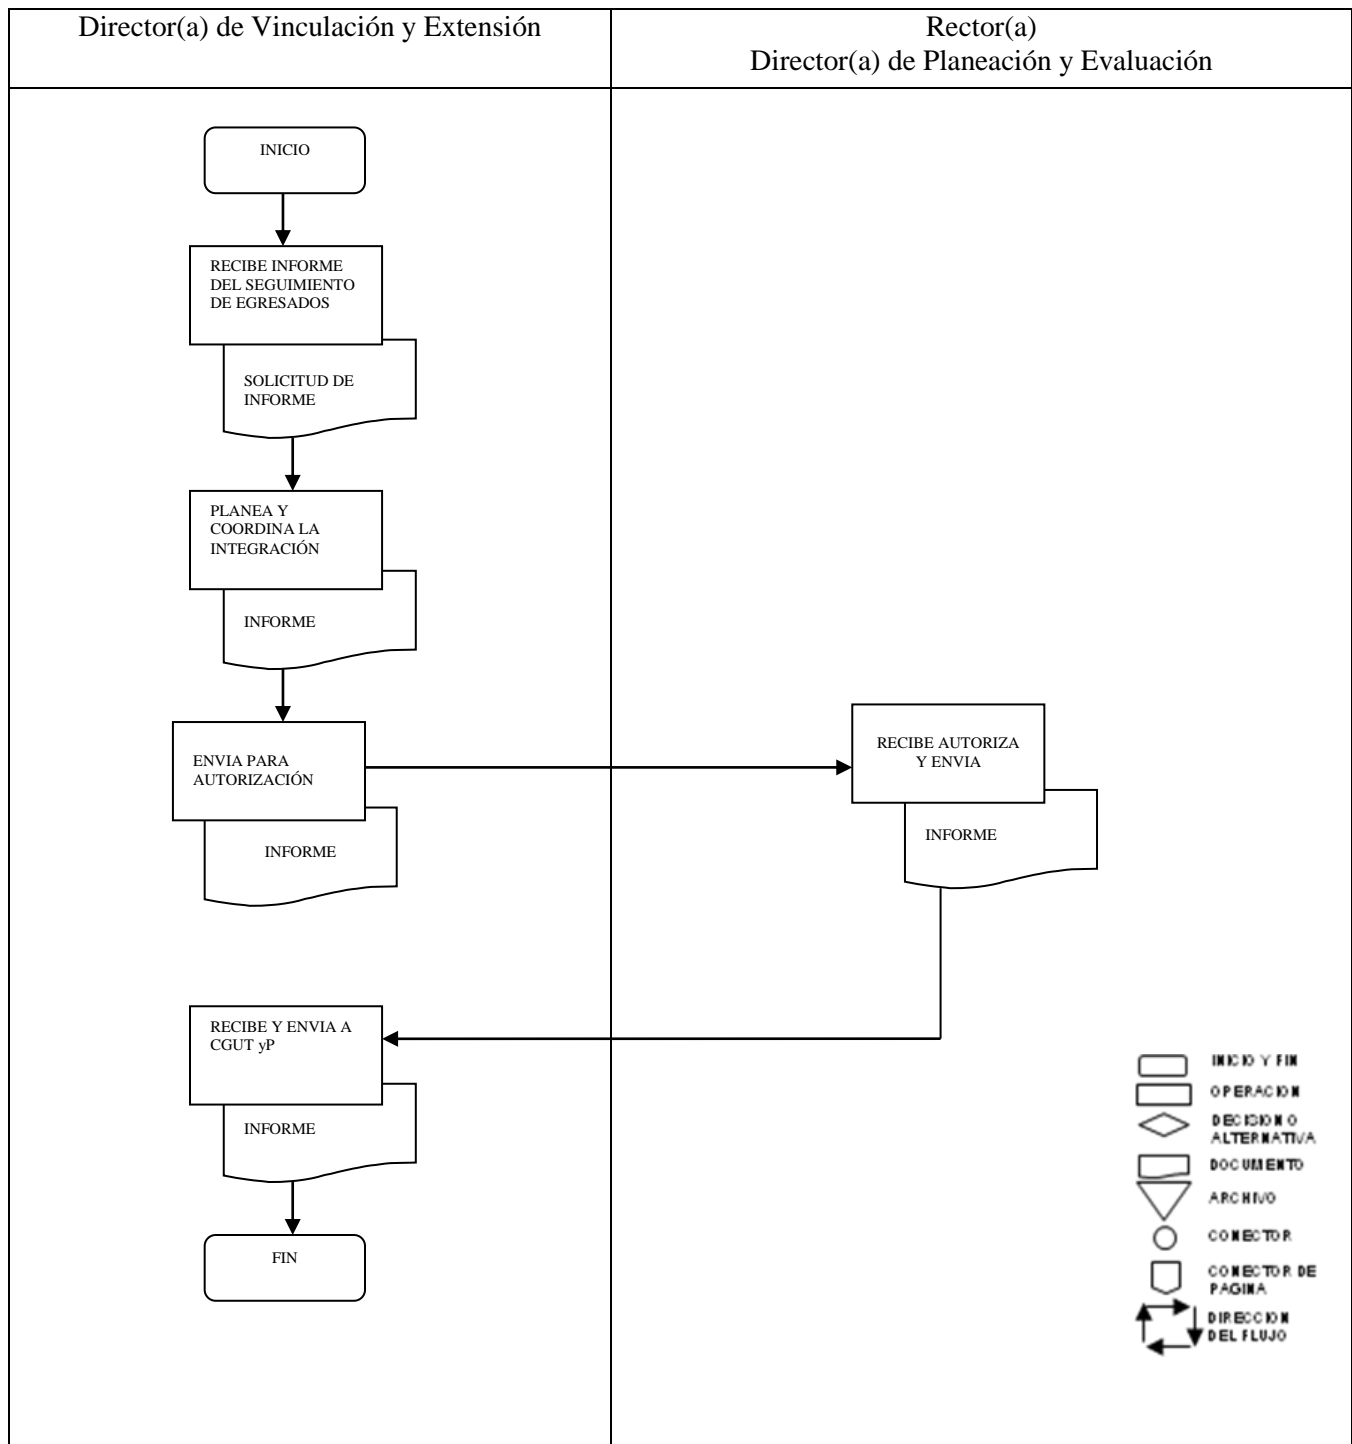 Director(a) de Vinculación y Extensión
Rector(a)
Director(a) de Planeación y Evaluación
INICIO
RECIBE INFORME
DEL SEGUIMIENTO
DE EGRESADOS
SOLICITUD DE
INFORME
PLANEA Y
COORDINA LA
INTEGRACIÓN
INFORME
ENVIA PARA
AUTORIZACIÓN
INFORME
RECIBE AUTORIZA
Y ENVIA
INFORME
RECIBE Y ENVIA A
CGUT yP
INFORME
FIN
INICIO Y FIN
OPERACION
DECISION O
ALTERNATIVA
DOCUMENTO
ARCHIVO
CONECTOR
CONECTOR DE
PAGINA
DIRECCION
DEL FLUJO